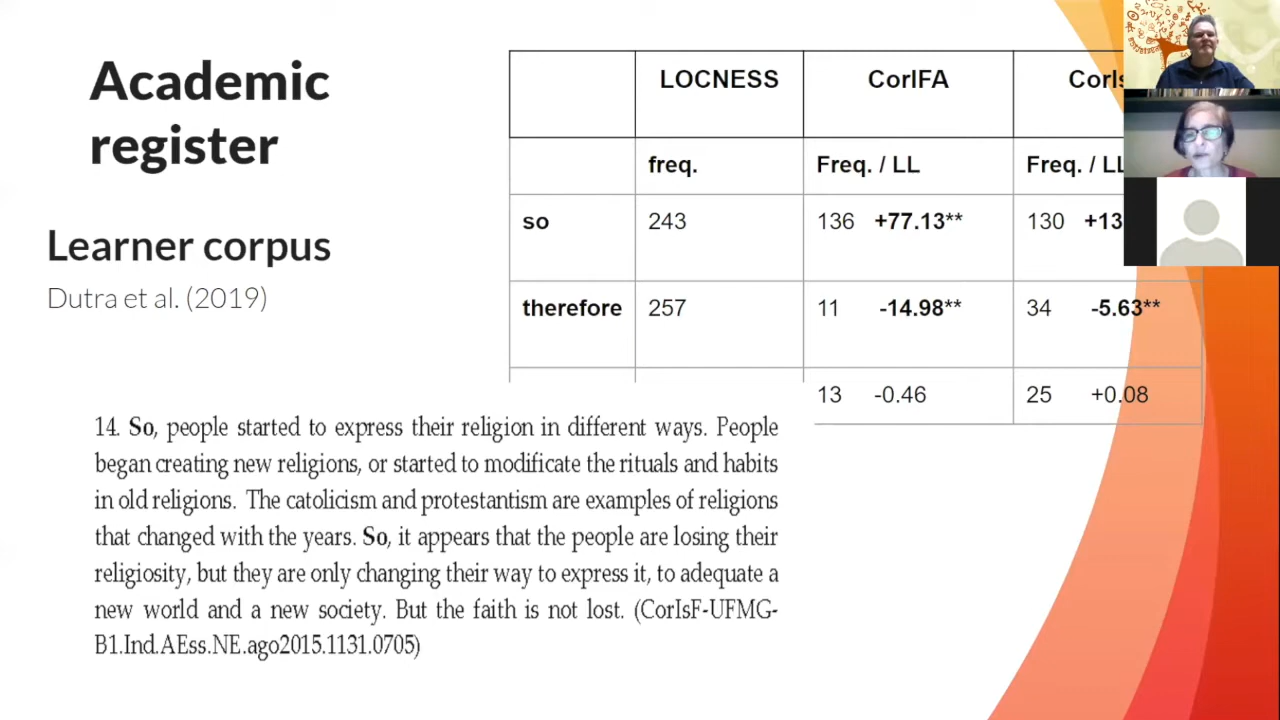 Academic
register
Learner corpus
Dutra et al. (2019)
LOCNESS CorIFA
freq. Freq. / LL Freq. / LL
so 243 136 +77.13** 130 +13
therefore 257 11 -14.98** 34 -5.63**
13 -0.46 25 +0.08
14. So, people started to express their religion in different ways. People
began creating new religions, or started to modificate the rituals and habits
in old religions. The catolicism and protestantism are examples of religions
that changed with the years. So, it appears that the people are losing their
religiosity, but they are only changing their way to express it, to adequate a
new world and a new society. But the faith is not lost. (CorIsF-UFMG-
B1.Ind.AEss.NE.ago2015.1131.0705)